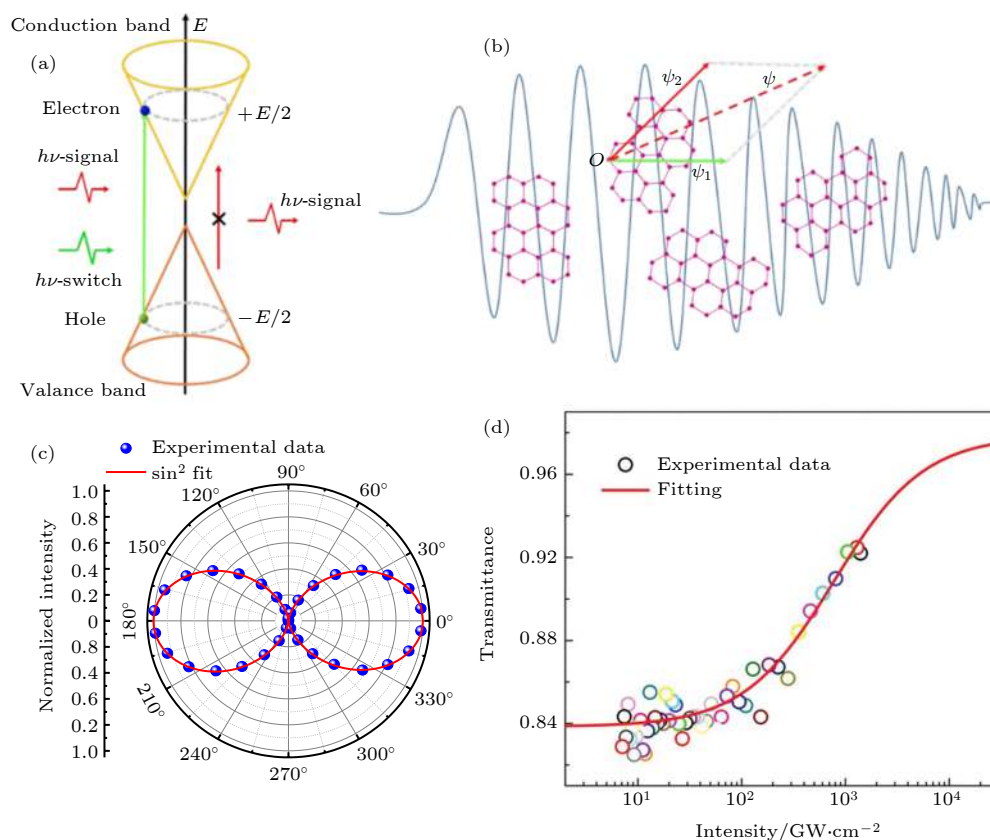 (a)
Conduction band
E
Electron
+E/2
hν-signal
hν-signal
hν-switch
Hole
−E/2
Valance band
(b)
ψ2
ψ
O
ψ1
(c)
Experimental data
sin² fit
Normalized intensity
1.0
0.8
0.6
0.4
0.2
0
0.8
0.6
0.4
0.2
1.0
90°
120°
60°
150°
30°
180°
0°
210°
330°
240°
300°
270°
(d)
Experimental data
Fitting
Transmittance
0.96
0.92
0.88
0.84
10¹
10²
10³
10⁴
Intensity/GW·cm⁻²